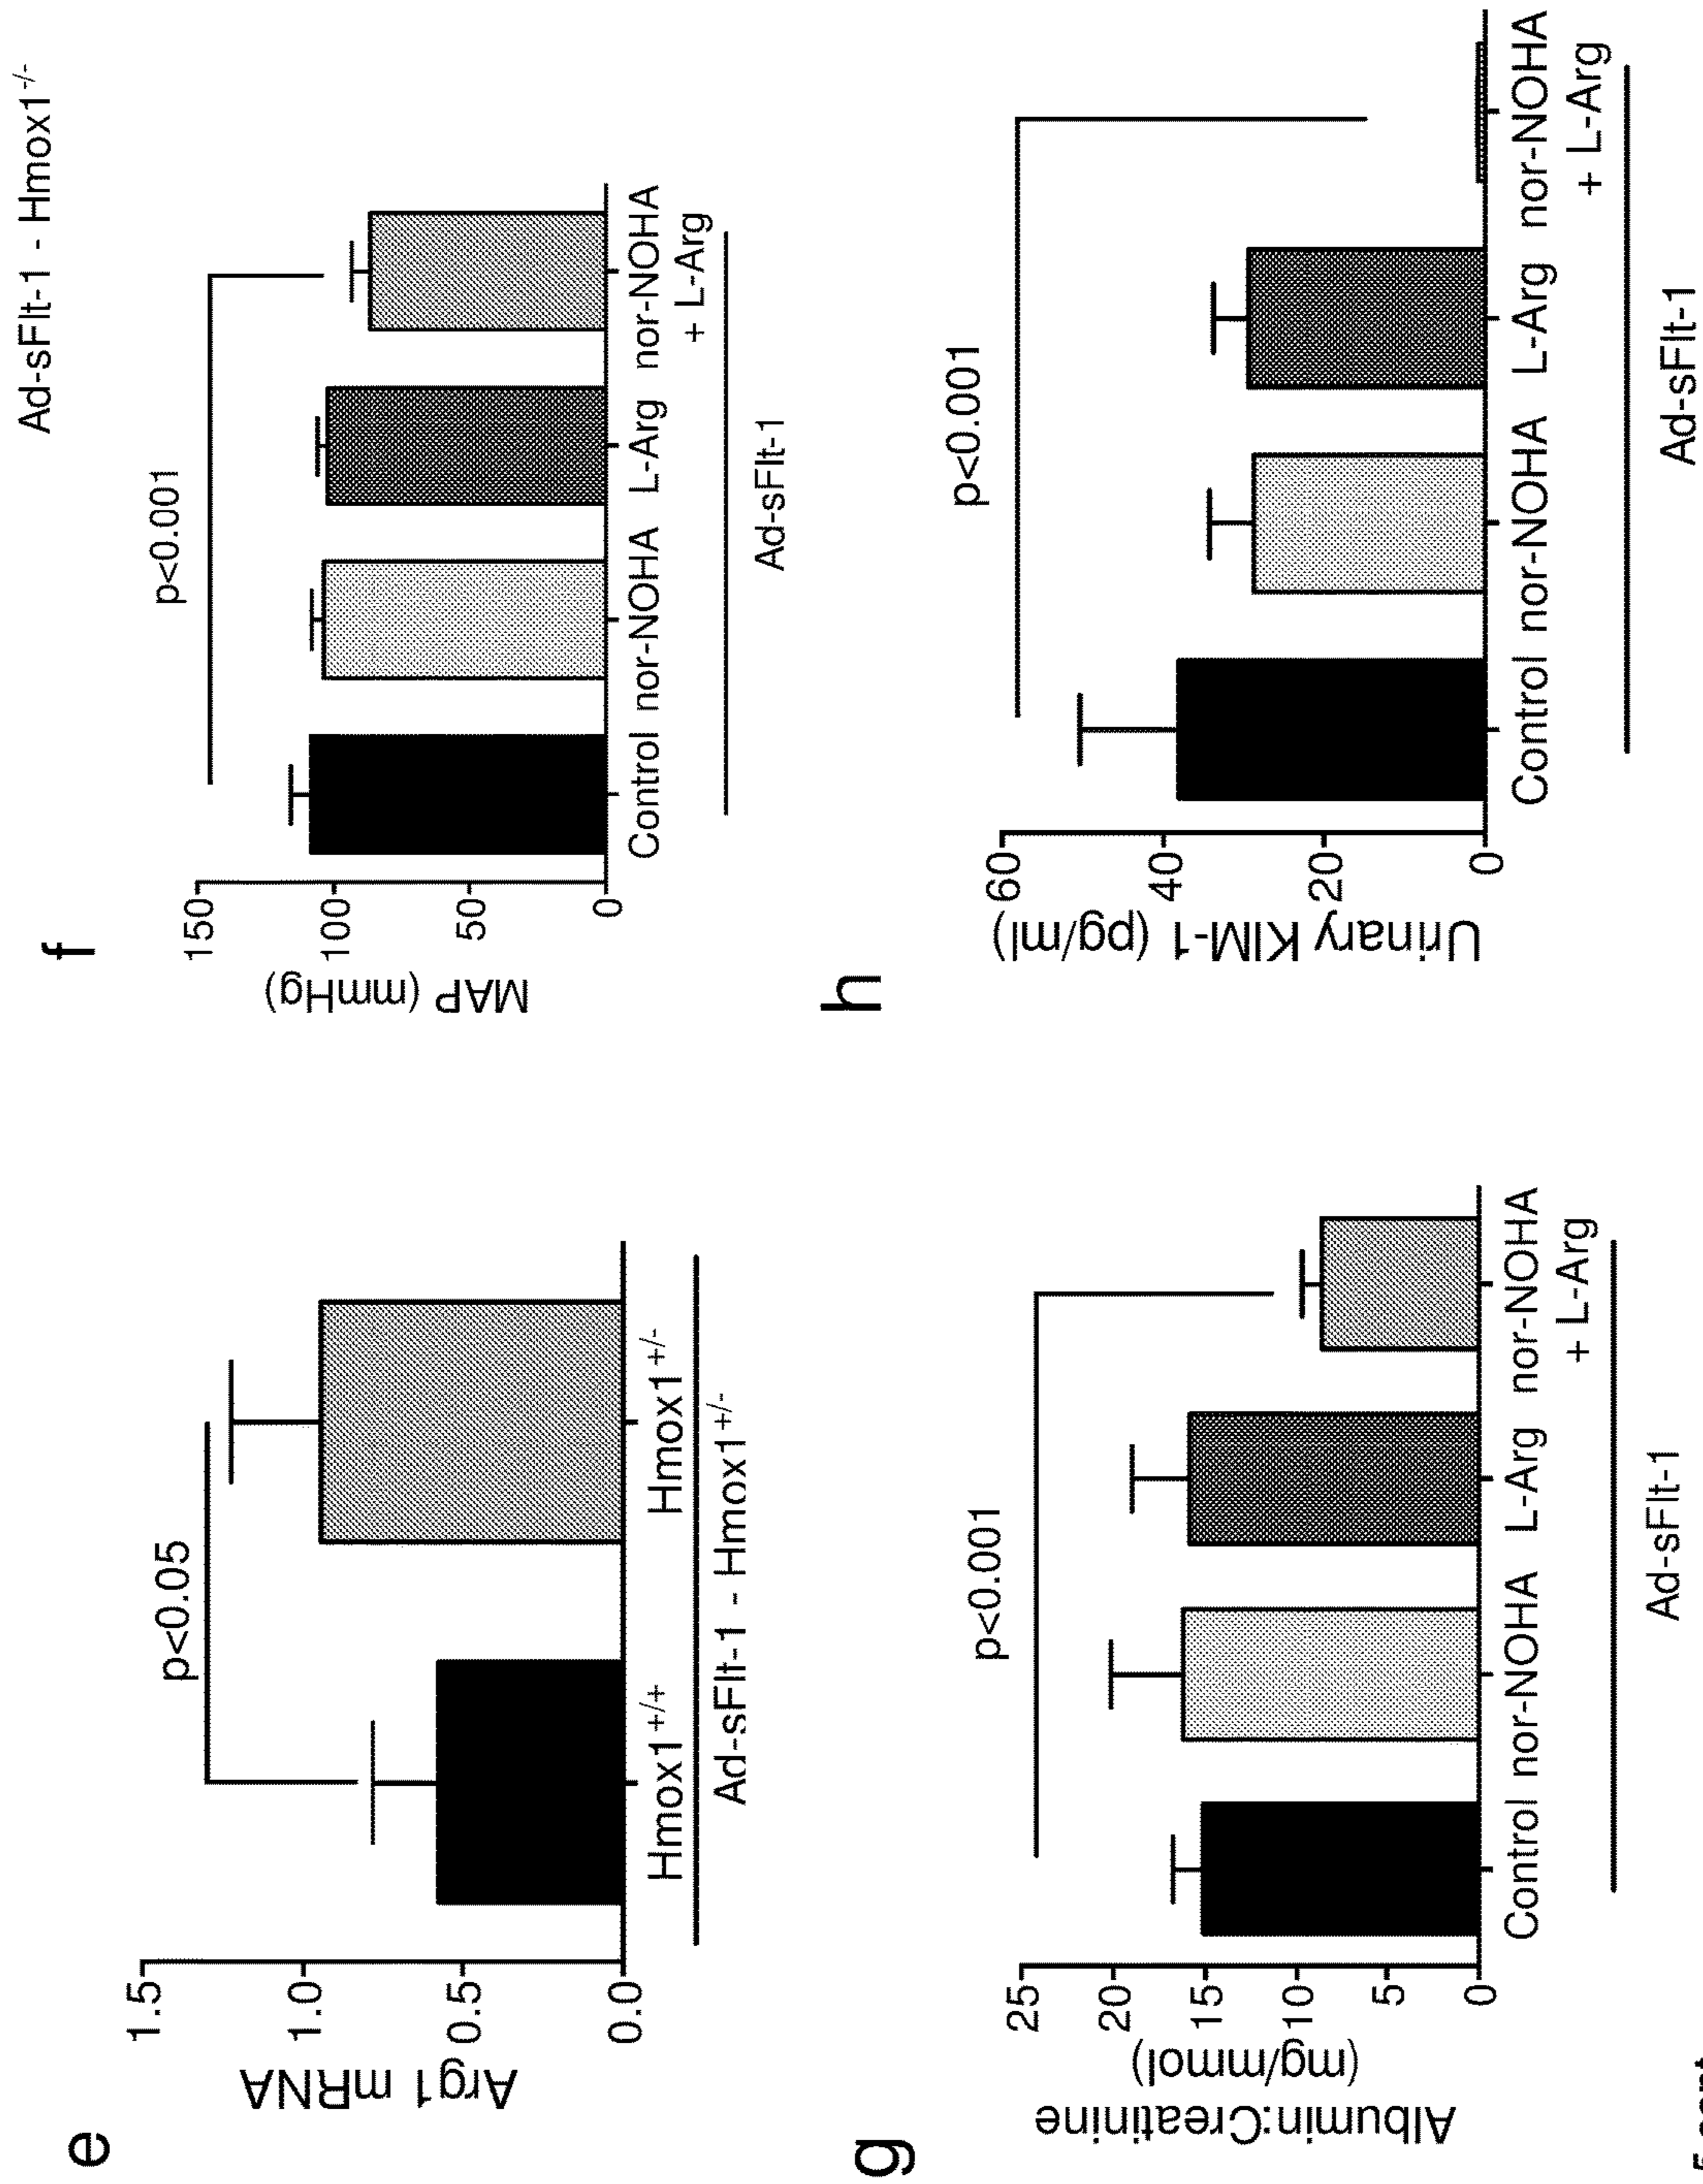 Ad-sFlt-1 - Hmox1-/-
e
p<0.05
Arg1 mRNA
1.5
1.0
0.5
0.0
Hmox1+/+ Hmox1+/-
Ad-sFlt-1 - Hmox1+/-
f
p<0.001
MAP (mmHg)
150
100
50
0
Control nor-NOHA L-Arg nor-NOHA
+ L-Arg
Ad-sFlt-1
g
p<0.001
Albumin:Creatinine
(mg/mmol)
25
20
15
10
5
0
Control nor-NOHA L-Arg nor-NOHA
+ L-Arg
Ad-sFlt-1
h
p<0.001
Urinary KIM-1 (pg/ml)
60
40
20
0
Control nor-NOHA L-Arg nor-NOHA
+ L-Arg
Ad-sFlt-1